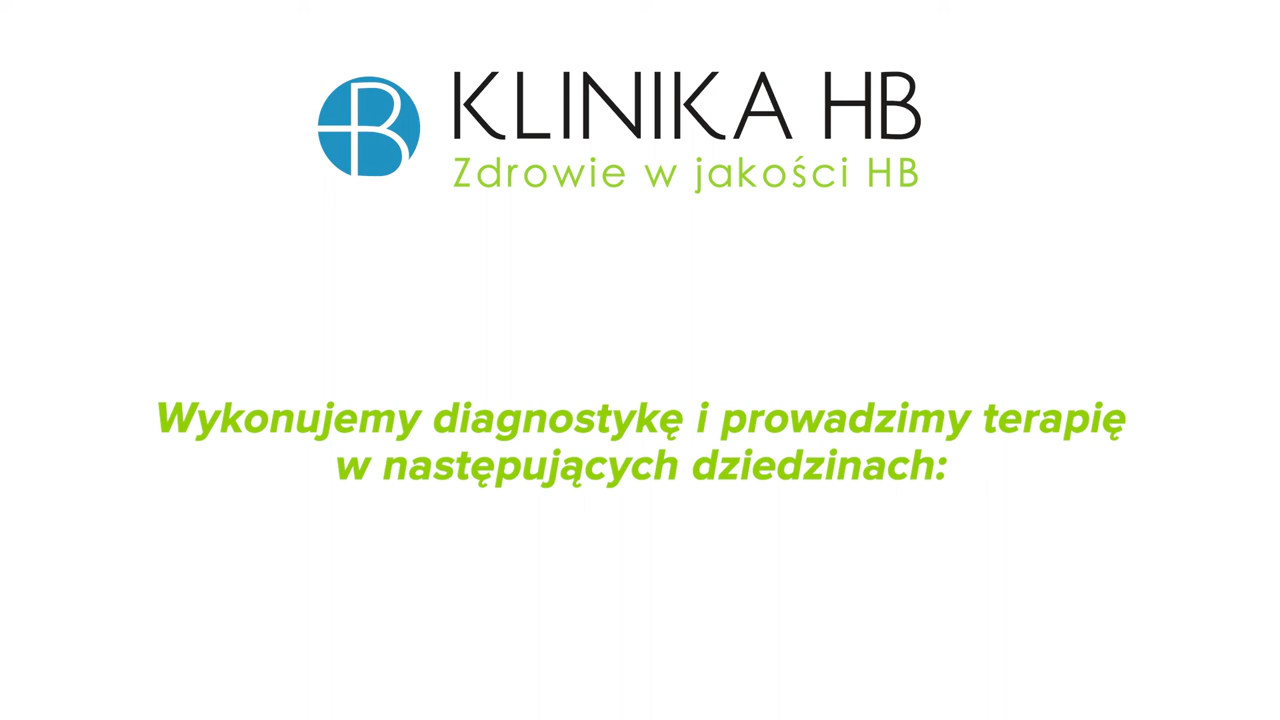 KLINIKA HB
Zdrowie w jakości HB
Wykonujemy diagnostykę i prowadzimy terapię
w następujących dziedzinach: